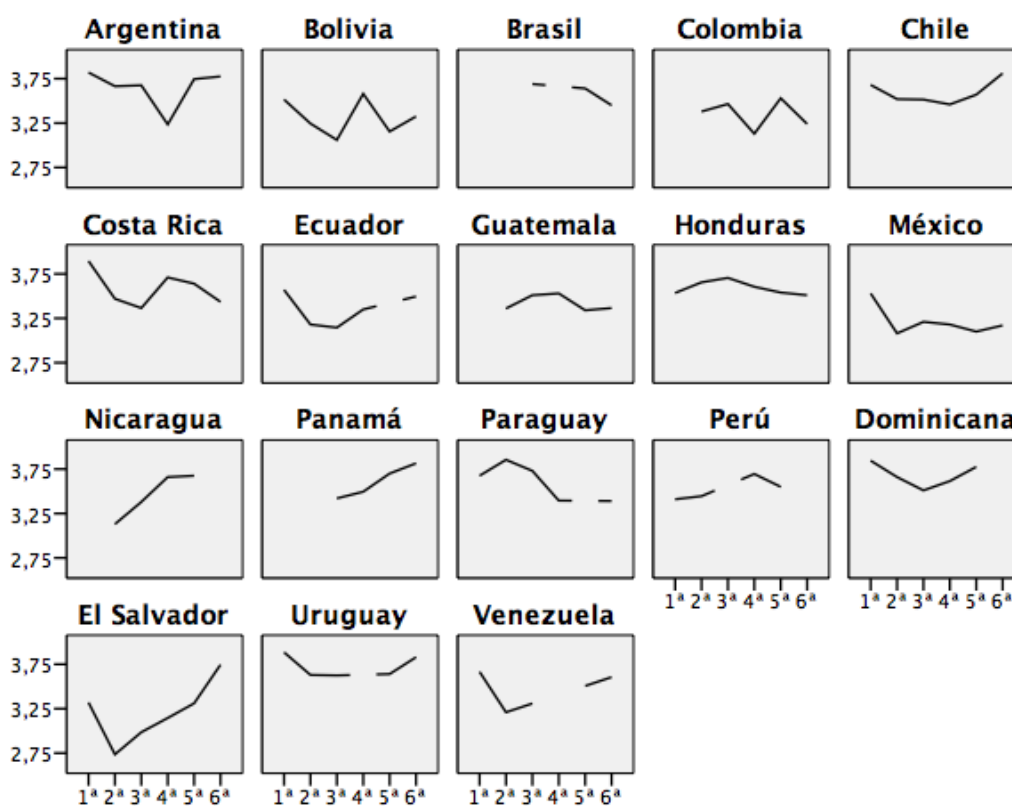 Argentina Bolivia Brasil Colombia Chile
3,75
3,25
2,75
Costa Rica Ecuador Guatemala Honduras México
3,75
3,25
2,75
Nicaragua Panamá Paraguay Perú Dominicana
3,75
3,25
2,75
1ª 2ª 3ª 4ª 5ª 6ª 1ª 2ª 3ª 4ª 5ª 6ª
El Salvador Uruguay Venezuela
3,75
3,25
2,75
1ª 2ª 3ª 4ª 5ª 6ª 1ª 2ª 3ª 4ª 5ª 6ª 1ª 2ª 3ª 4ª 5ª 6ª